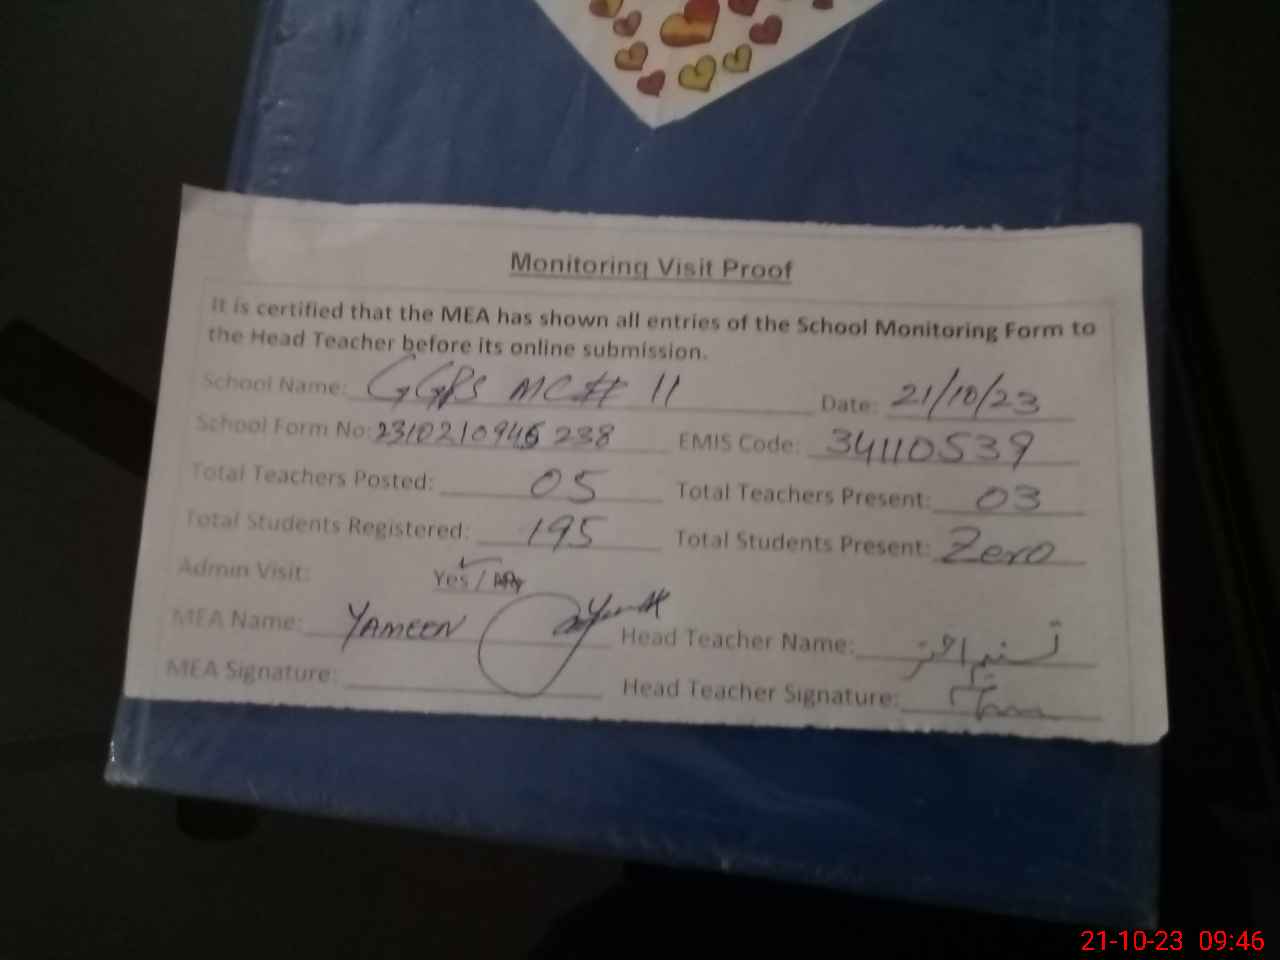 Monitoring Visit Proof
It is certified that the MEA has shown all entries of the School Monitoring Form to
the Head Teacher before its online submission.
School Name: GGPS MC# 11 Date: 21/10/23
School Form No: 2310210946 238 EMIS Code: 34110539
Total Teachers Posted: 05 Total Teachers Present: 03
Total Students Registered: 195 Total Students Present: Zero
Admin Visit: Yes /
MEA Name: YAMEEN Head Teacher Name:
MEA Signature: Head Teacher Signature:
21-10-23 09:46